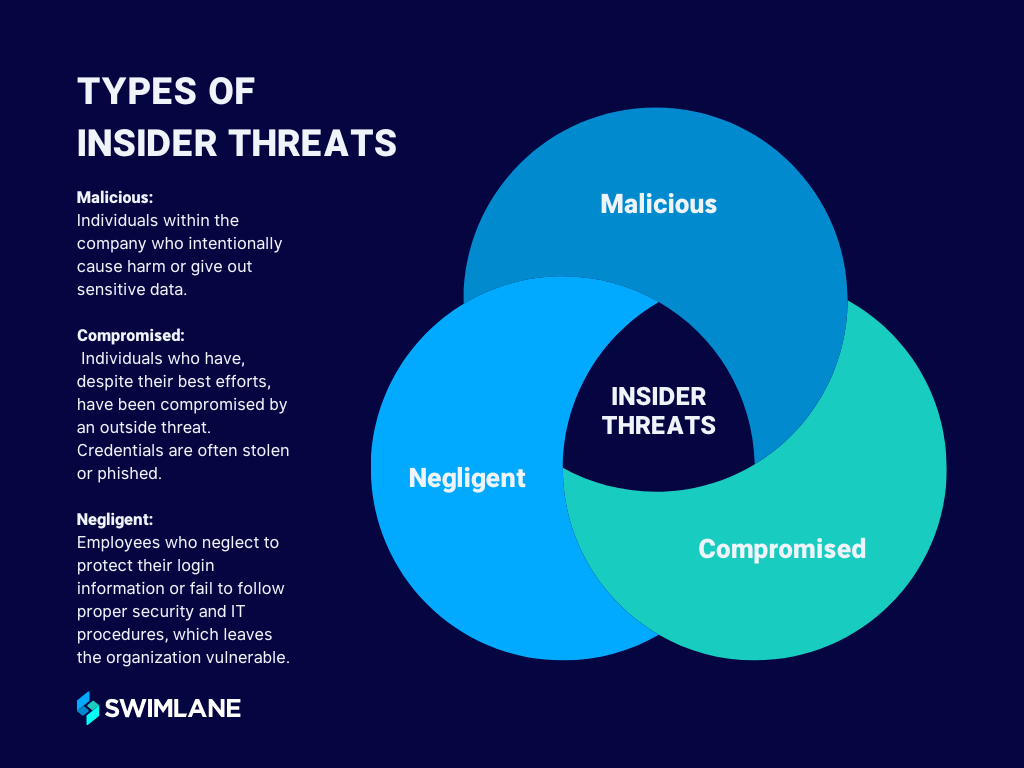 TYPES OF
INSIDER THREATS
Malicious:
Individuals within the
company who intentionally
cause harm or give out
sensitive data.
Compromised:
Individuals who have,
despite their best efforts,
have been compromised by
an outside threat.
Credentials are often stolen
or phished.
Negligent:
Employees who neglect to
protect their login
information or fail to follow
proper security and IT
procedures, which leaves
the organization vulnerable.
SWIMLANE
Malicious
INSIDER
THREATS
Negligent
Compromised